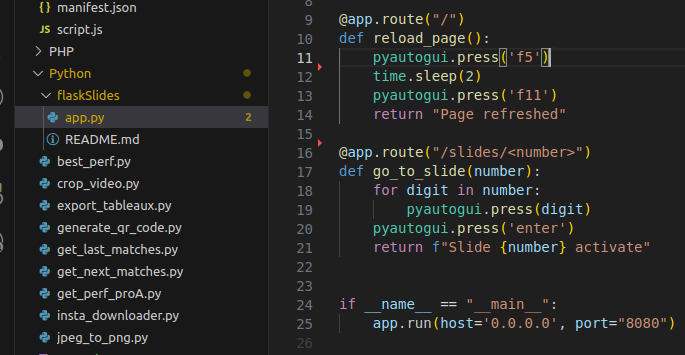 manifest.json
JS script.js
PHP
Python
flaskSlides
app.py 2
README.md
best_perf.py
crop_video.py
export_tableaux.py
generate_qr_code.py
get_last_matches.py
get_next_matches.py
get_perf_proA.py
insta_downloader.py
jpeg_to_png.py
8
9 @app.route("/")
10 def reload_page():
11 pyautogui.press('f5')
12 time.sleep(2)
13 pyautogui.press('f11')
14 return "Page refreshed"
15
16 @app.route("/slides/<number>")
17 def go_to_slide(number):
18 for digit in number:
19 pyautogui.press(digit)
20 pyautogui.press('enter')
21 return f"Slide {number} activate"
22
23
24 if __name__ == "__main__":
25 app.run(host='0.0.0.0', port="8080")
26